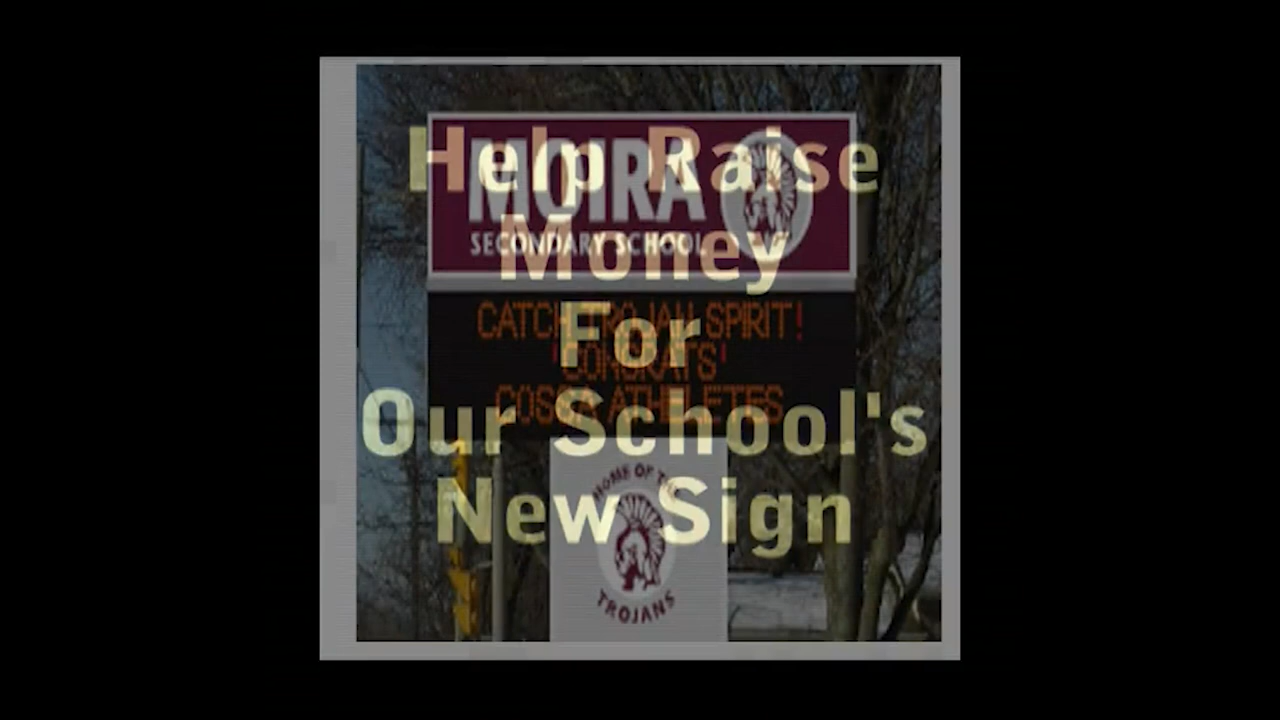 Help Raise
Money
For
Our School's
New Sign
MOIRA
SECONDARY SCHOOL
CATCH TROJAN SPIRIT!
'CONGRATS'
COSSA ATHELETES
HOME OF THE
TROJANS